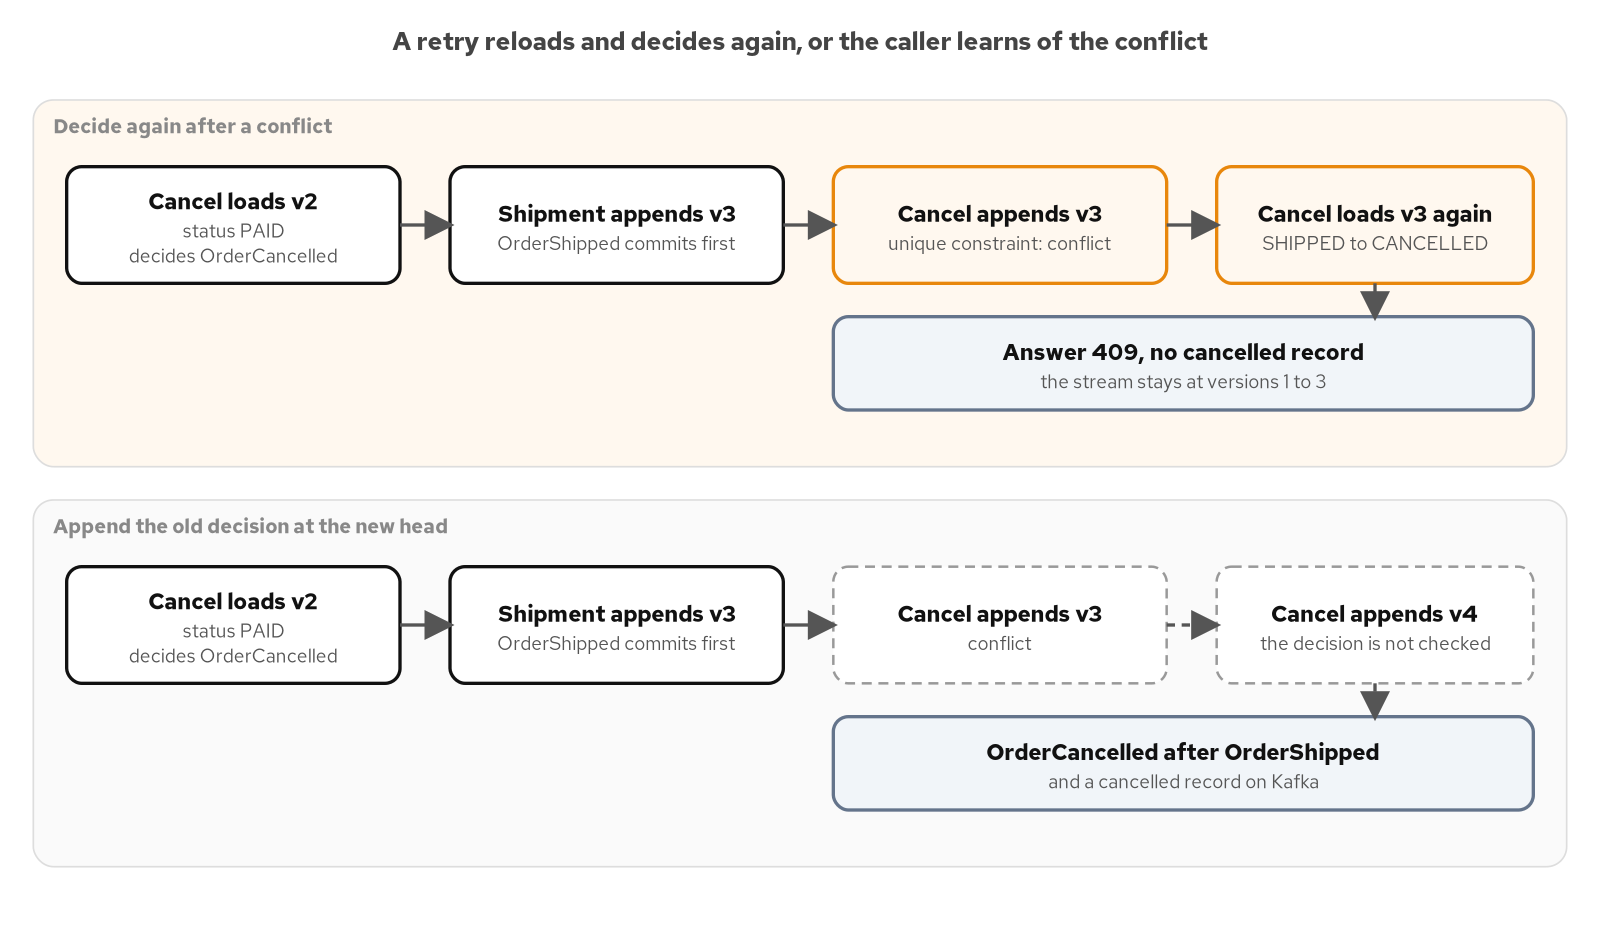 A retry reloads and decides again, or the caller learns of the conflict
Decide again after a conflict
Cancel loads v2
status PAID
decides OrderCancelled
Shipment appends v3
OrderShipped commits first
Cancel appends v3
unique constraint: conflict
Cancel loads v3 again
SHIPPED to CANCELLED
Answer 409, no cancelled record
the stream stays at versions 1 to 3
Append the old decision at the new head
Cancel loads v2
status PAID
decides OrderCancelled
Shipment appends v3
OrderShipped commits first
Cancel appends v3
conflict
Cancel appends v4
the decision is not checked
OrderCancelled after OrderShipped
and a cancelled record on Kafka